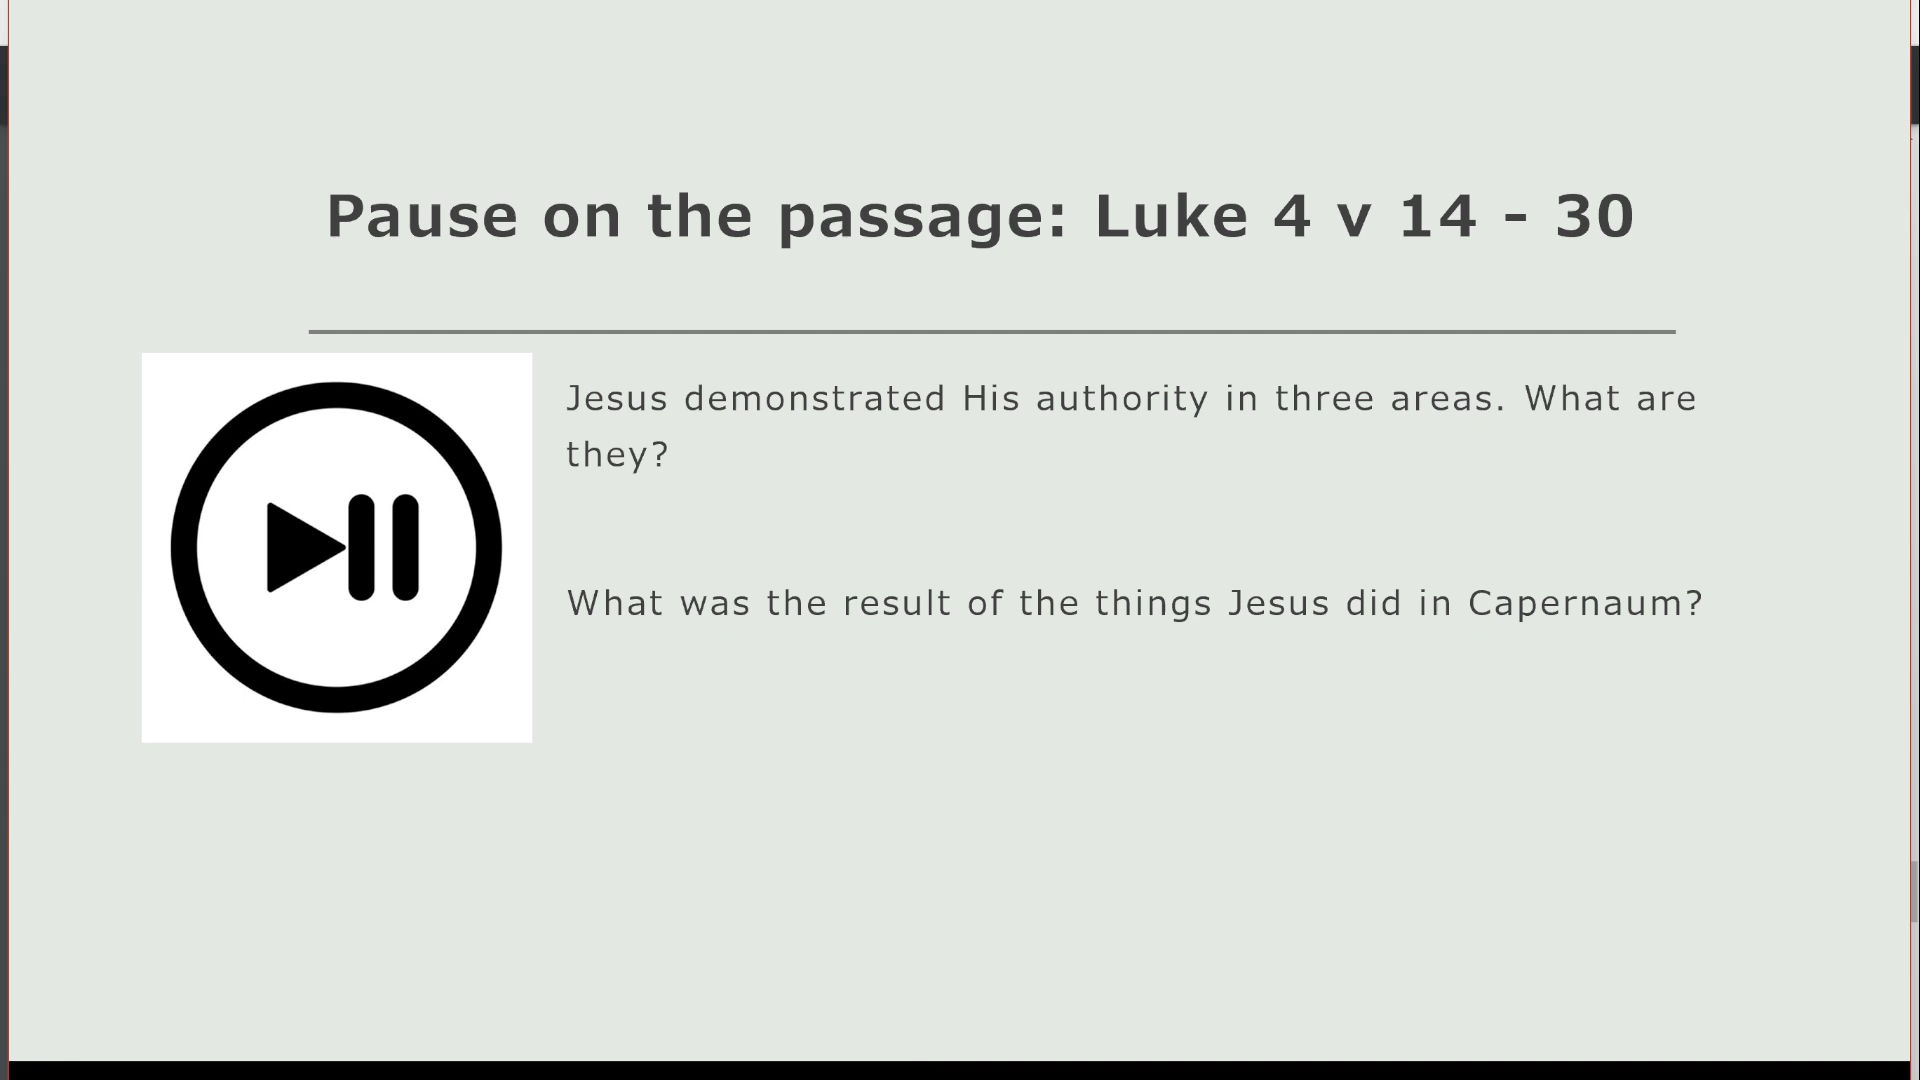 Pause on the passage: Luke 4 v 14 - 30
Jesus demonstrated His authority in three areas. What are
they?
What was the result of the things Jesus did in Capernaum?